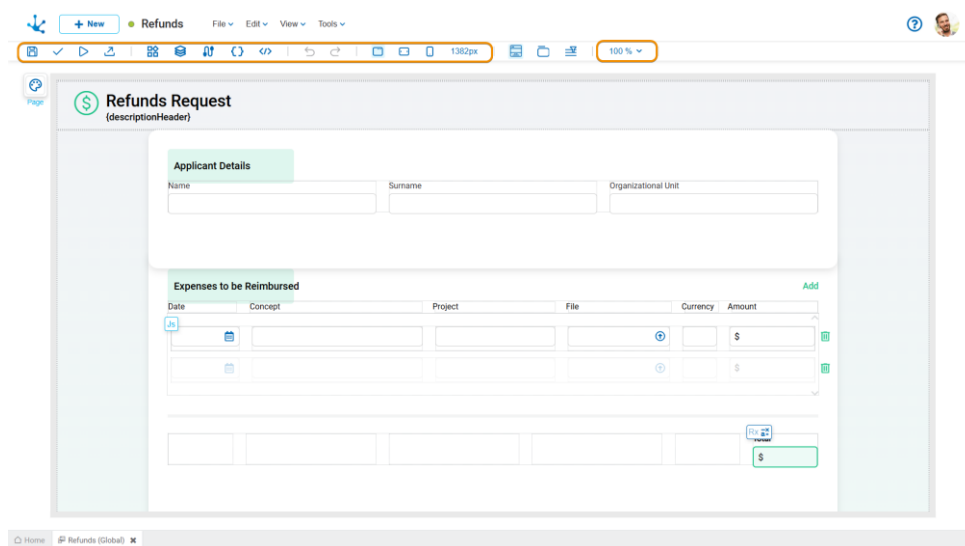 + New Refunds File Edit View Tools ?
1382px 100 %
Page
$ Refunds Request
{descriptionHeader}
Applicant Details
Name Surname Organizational Unit
Expenses to be Reimbursed Add
Date Concept Project File Currency Amount
Js
$
$
Rx
Total
$
Home Refunds (Global) ✖